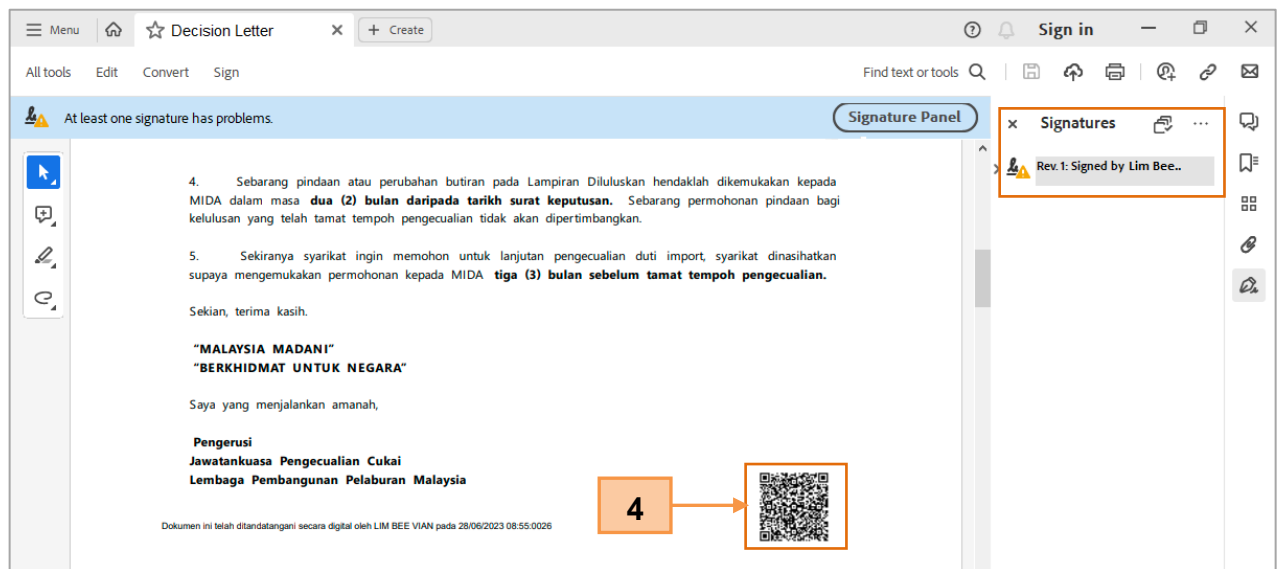 Menu
Decision Letter
+ Create
Sign in
All tools Edit Convert Sign
Find text or tools
At least one signature has problems.
Signature Panel
Signatures
Rev. 1: Signed by Lim Bee..
4. Sebarang pindaan atau perubahan butiran pada Lampiran Diluluskan hendaklah dikemukakan kepada
MIDA dalam masa dua (2) bulan daripada tarikh surat keputusan. Sebarang permohonan pindaan bagi
kelulusan yang telah tamat tempoh pengecualian tidak akan dipertimbangkan.
5. Sekiranya syarikat ingin memohon untuk lanjutan pengecualian duti import, syarikat dinasihatkan
supaya mengemukakan permohonan kepada MIDA tiga (3) bulan sebelum tamat tempoh pengecualian.
Sekian, terima kasih.
"MALAYSIA MADANI"
"BERKHIDMAT UNTUK NEGARA"
Saya yang menjalankan amanah,
Pengerusi
Jawatankuasa Pengecualian Cukai
Lembaga Pembangunan Pelaburan Malaysia
4
Dokumen ini telah ditandatangani secara digital oleh LIM BEE VIAN pada 28/06/2023 08:55:0026